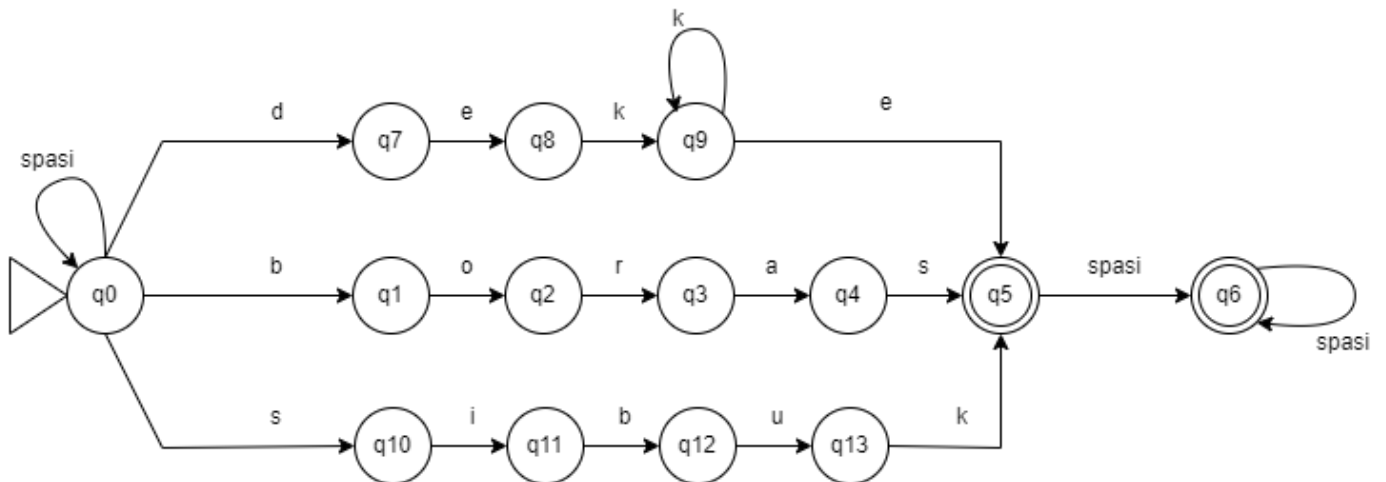 k
d e k e
spasi
q7 q8 q9
b o r a s spasi
q0 q1 q2 q3 q4 q5 q6
spasi
s i b u k
q10 q11 q12 q13